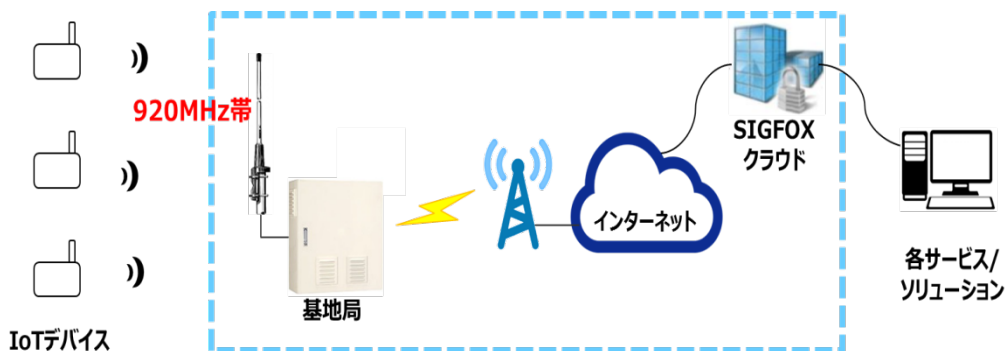 920MHz帯
SIGFOX
クラウド
インターネット
各サービス/
ソリューション
基地局
IoTデバイス